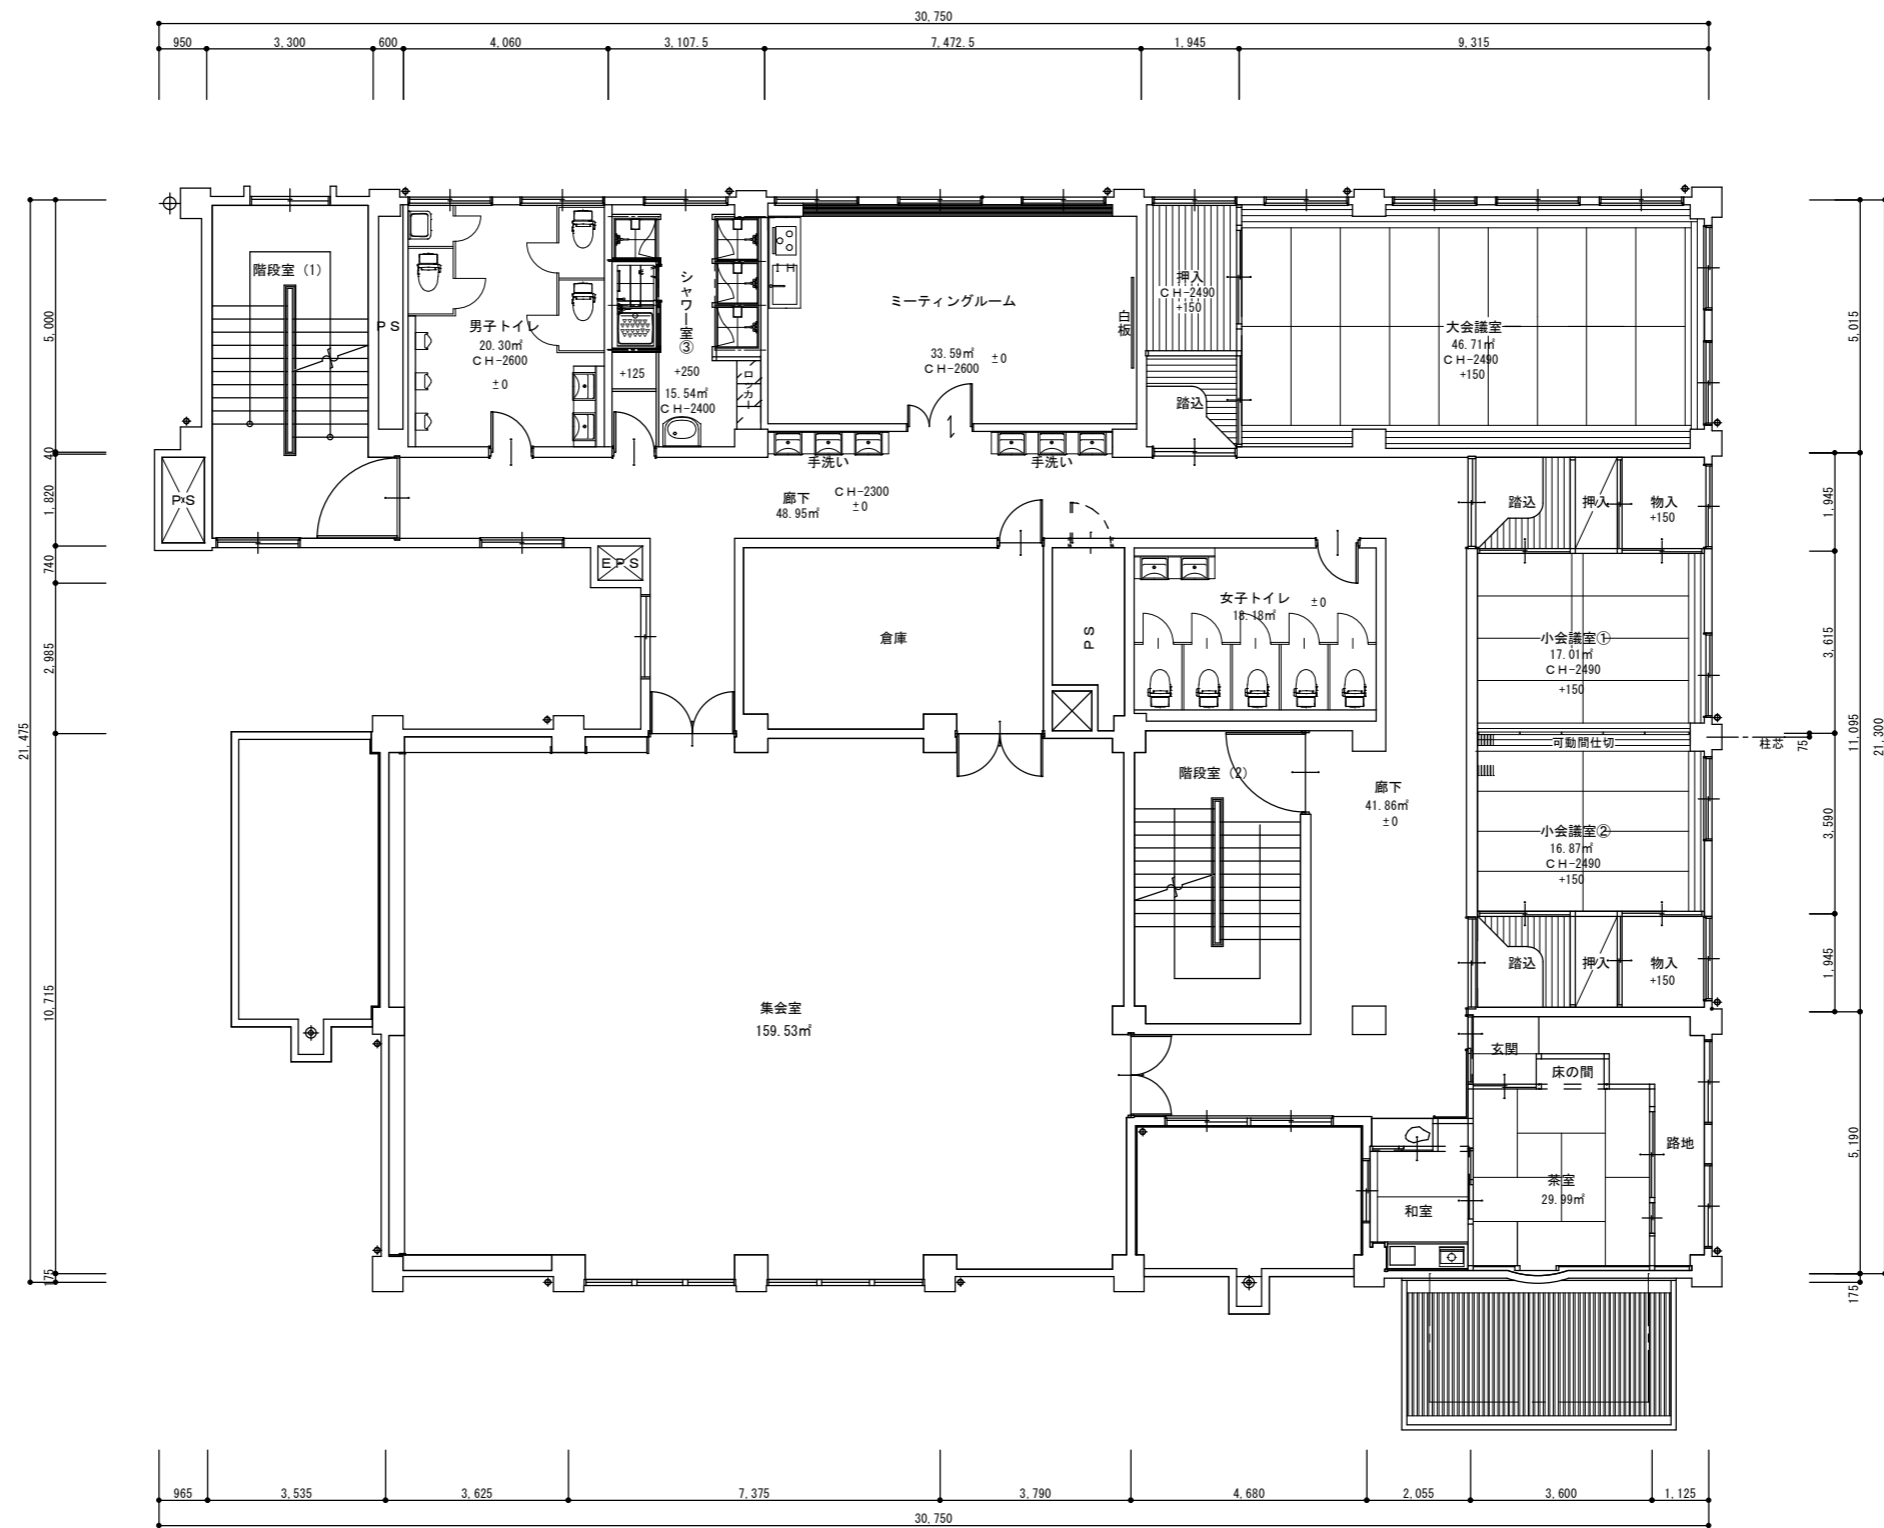 30,750
950
3,300
600
4,060
3,107.5
7,472.5
1,945
9,315
階段室 (1)
PS
男子トイレ
20.30㎡
CH-2600
±0
シャワー室③
+250
15.54㎡
CH-2400
+125
ロッカー
IH
ミーティングルーム
33.59㎡
CH-2600
±0
白板
押入
CH-2490
+150
踏込
大会議室
46.71㎡
CH-2490
+150
5,000
40
1,820
740
2,985
21,475
10,715
175
5,015
1,945
3,615
11,095
21,300
75
3,590
1,945
5,190
175
PS
手洗い
手洗い
廊下
48.95㎡
CH-2300
±0
踏込
押入
物入
+150
EPS
倉庫
PS
女子トイレ
18.18㎡
±0
小会議室①
17.01㎡
CH-2490
+150
可動間仕切
柱芯
階段室 (2)
廊下
41.86㎡
±0
小会議室②
16.87㎡
CH-2490
+150
踏込
押入
物入
+150
集会室
159.53㎡
玄関
床の間
路地
茶室
29.99㎡
和室
965
3,535
3,625
7,375
3,790
4,680
2,055
3,600
1,125
30,750